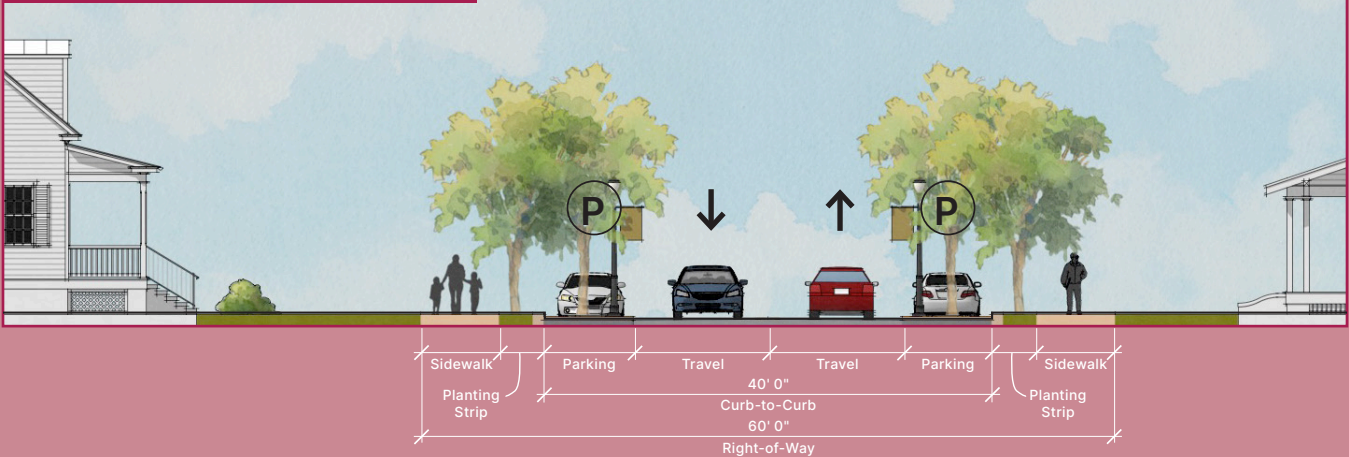 P
P
Sidewalk
Parking
Travel
Travel
Parking
Sidewalk
Planting
Strip
40' 0"
Curb-to-Curb
Planting
Strip
60' 0"
Right-of-Way